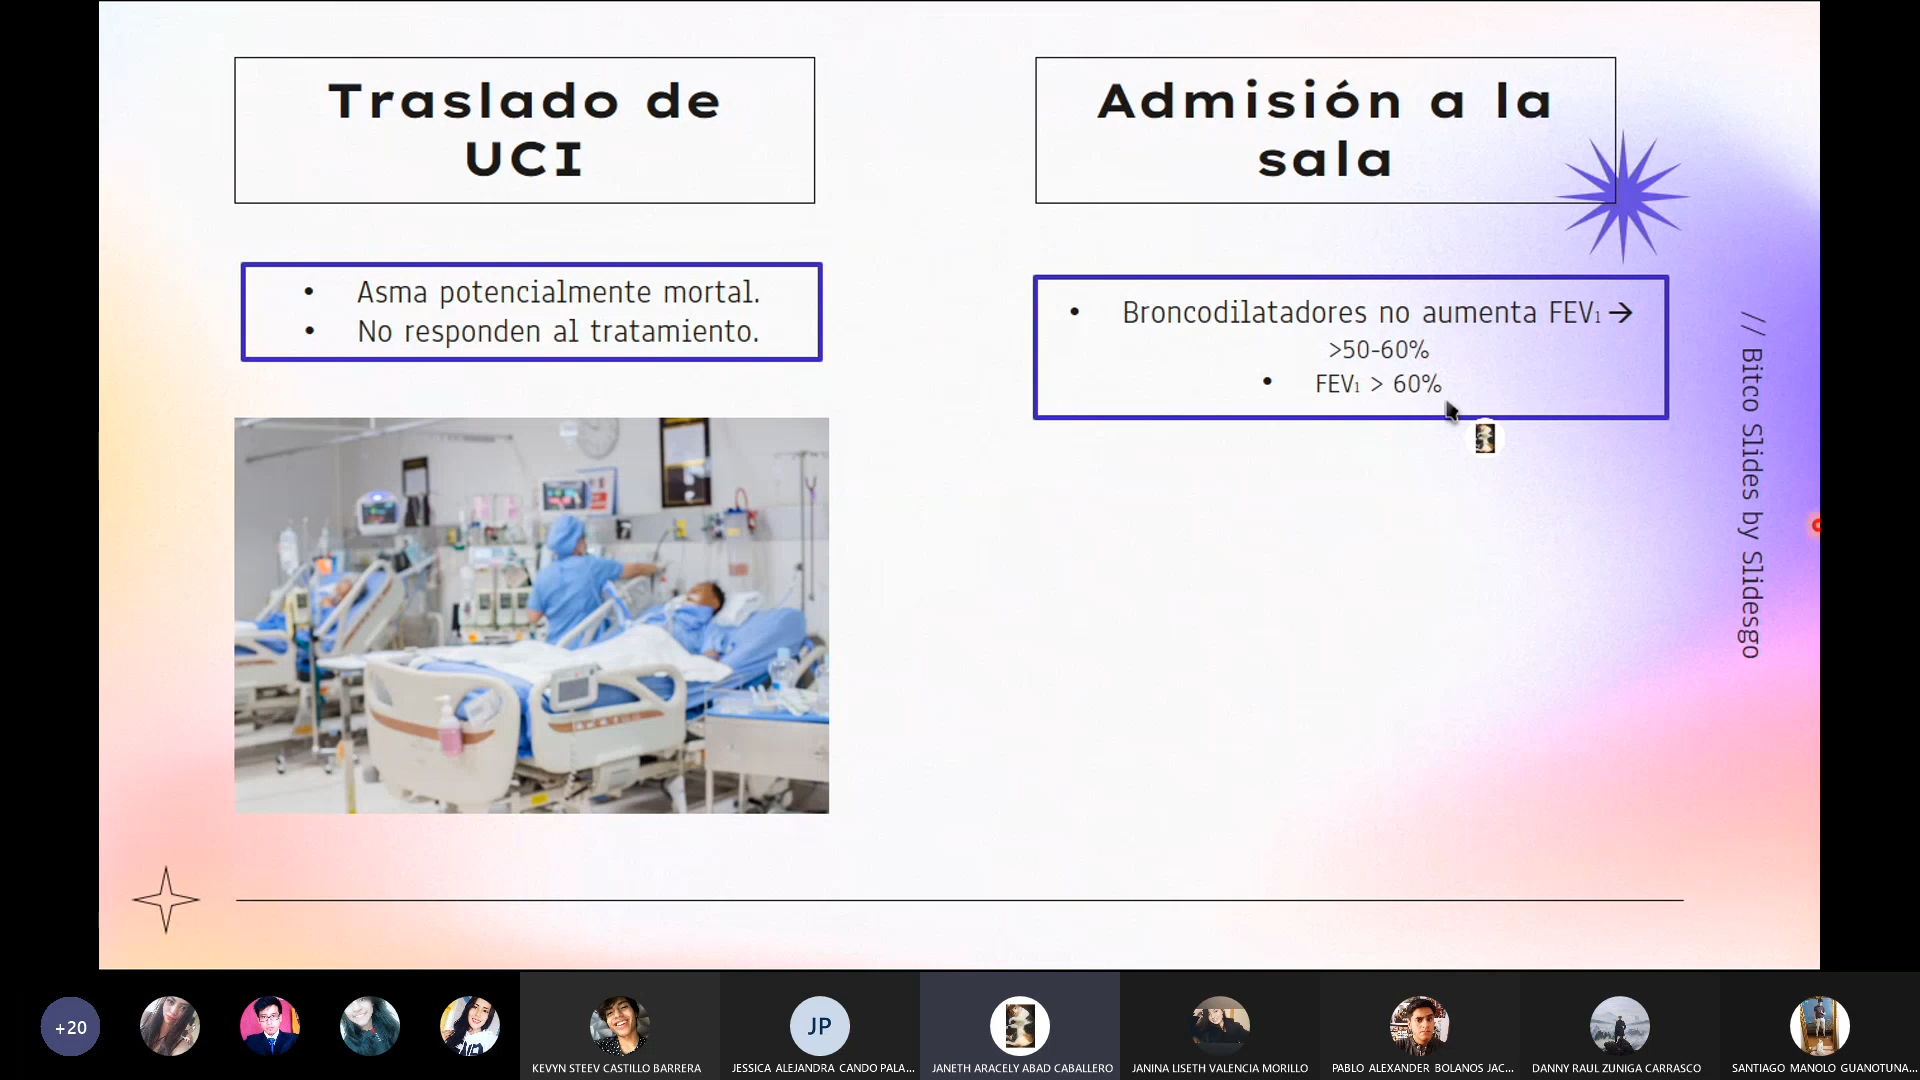 Traslado de
UCI
Admisión a la
sala
• Asma potencialmente mortal.
• No responden al tratamiento.
• Broncodilatadores no aumenta FEV₁→
>50-60%
• FEV₁ > 60%
// Bitco Slides by Slidesgo
+20
KEVYN STEEV CASTILLO BARRERA
JP
JESSICA ALEJANDRA CANDO PALA...
JANETH ARACELY ABAD CABALLERO
JANINA LISETH VALENCIA MORILLO
PABLO ALEXANDER BOLANOS JAC...
DANNY RAUL ZUNIGA CARRASCO
SANTIAGO MANOLO GUANOTUNA...